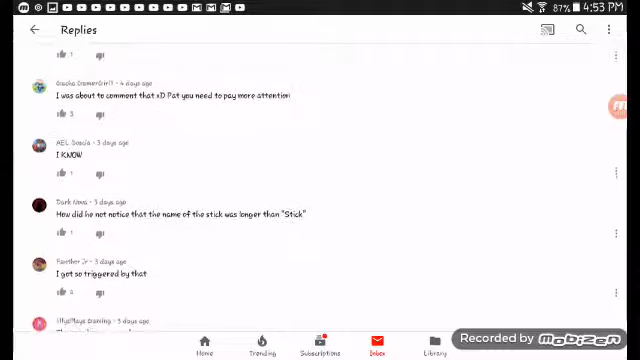 87% 4:53 PM
Replies
1
Gacha GramerGirl3 • 4 days ago
I was about to comment that xD Pat you need to pay more attention
3
AEL • 3 days ago
I KNOW
1
Dark Nova • 3 days ago
How did he not notice that the name of the stick was longer than "Stick"
1
Panther Jr • 3 days ago
I got so triggered by that
2
Gaming • 3 days ago
Home Trending Subscriptions Inbox Library
Recorded by Mobizen